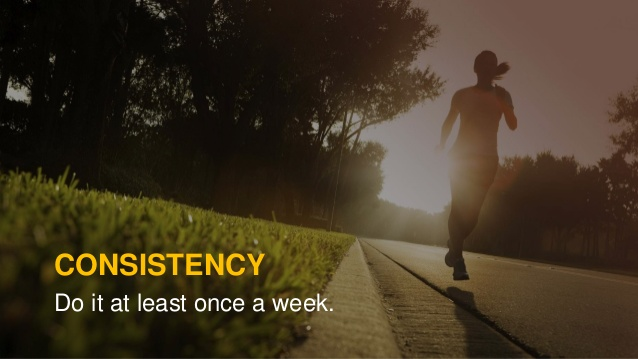 CONSISTENCY
Do it at least once a week.